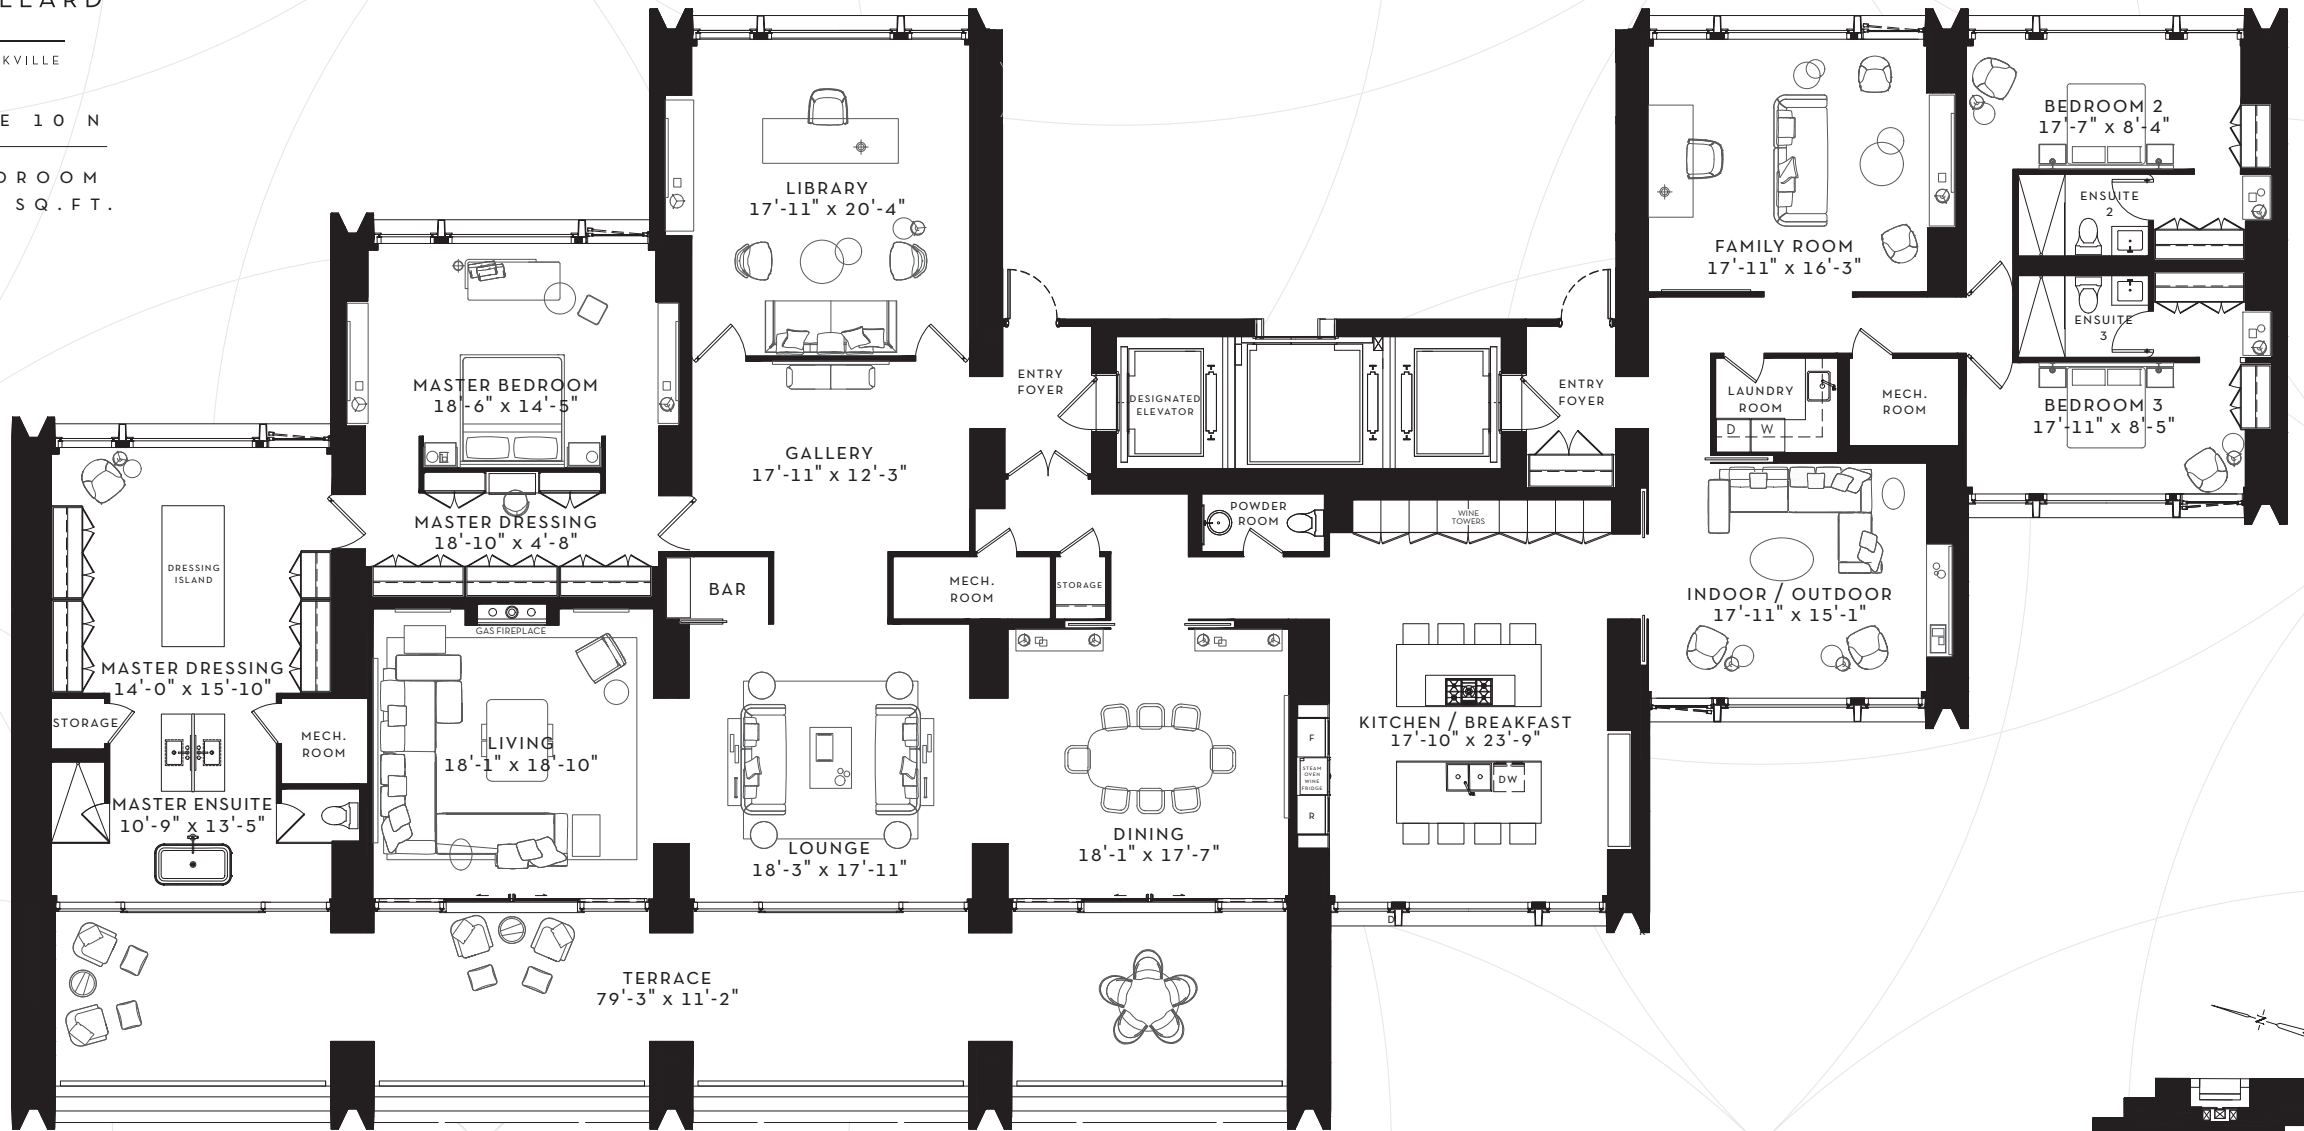 LLARD
KVILLE
E 10 N
DROOM
SQ.FT.
LIBRARY
17'-11" x 20'-4"
MASTER BEDROOM
18'-6" x 14'-5"
GALLERY
17'-11" x 12'-3"
MASTER DRESSING
18'-10" x 4'-8"
DRESSING
ISLAND
MASTER DRESSING
14'-0" x 15'-10"
STORAGE
MECH.
ROOM
MASTER ENSUITE
10'-9" x 13'-5"
BAR
GAS FIREPLACE
LIVING
18'-1" x 18'-10"
LOUNGE
18'-3" x 17'-11"
MECH.
ROOM
STORAGE
ENTRY
FOYER
DESIGNATED
ELEVATOR
ENTRY
FOYER
POWDER
ROOM
WINE
TOWERS
DINING
18'-1" x 17'-7"
F
STEAM
OVEN
WINE
FRIDGE
R
KITCHEN / BREAKFAST
17'-10" x 23'-9"
DW
D
TERRACE
79'-3" x 11'-2"
FAMILY ROOM
17'-11" x 16'-3"
LAUNDRY
ROOM
D
W
MECH.
ROOM
INDOOR / OUTDOOR
17'-11" x 15'-1"
BEDROOM 2
17'-7" x 8'-4"
ENSUITE
2
ENSUITE
3
BEDROOM 3
17'-11" x 8'-5"
N